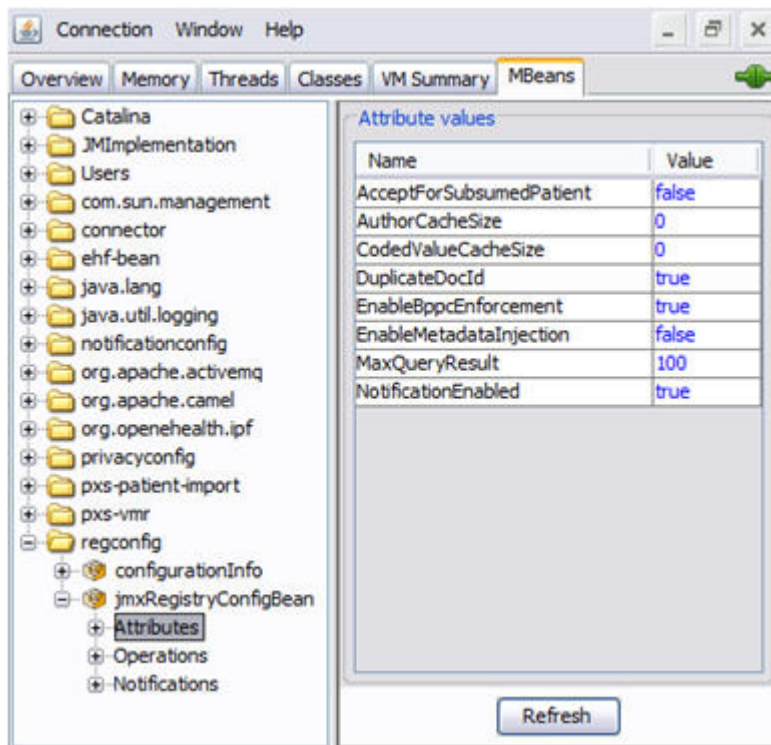 Connection Window Help
Overview Memory Threads Classes VM Summary MBeans
Catalina
JMImplementation
Users
com.sun.management
connector
ehf-bean
java.lang
java.util.logging
notificationconfig
org.apache.activemq
org.apache.camel
org.openehealth.ipf
privacyconfig
pxs-patient-import
pxs-vmr
regconfig
configurationInfo
jmxRegistryConfigBean
Attributes
Operations
Notifications
Attribute values
Name Value
AcceptForSubsumedPatient false
AuthorCacheSize 0
CodedValueCacheSize 0
DuplicateDocId true
EnableBppcEnforcement true
EnableMetadataInjection false
MaxQueryResult 100
NotificationEnabled true
Refresh